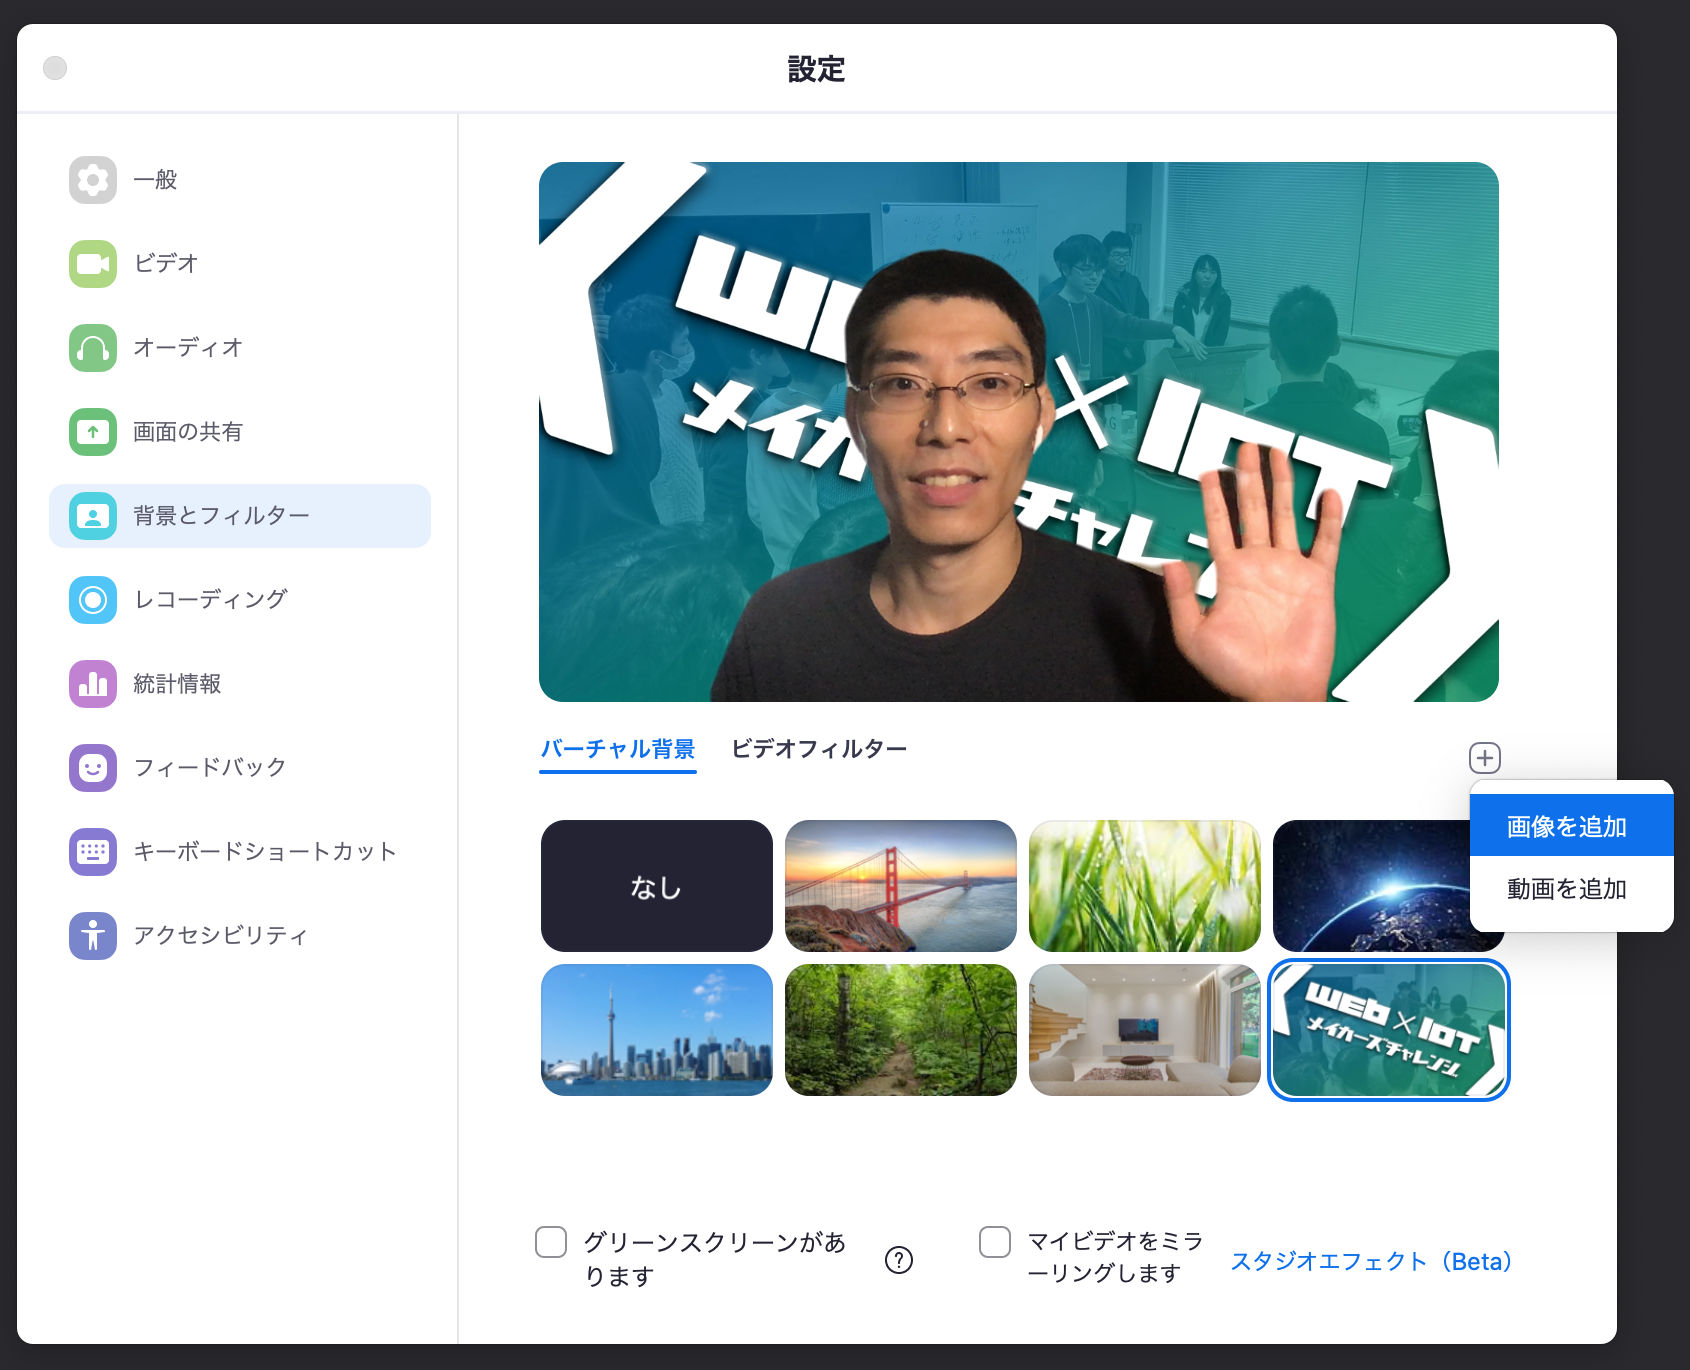 設定
一般
ビデオ
オーディオ
画面の共有
背景とフィルター
レコーディング
統計情報
フィードバック
キーボードショートカット
アクセシビリティ
WEB × IOT
メイカ チャレン
バーチャル背景
ビデオフィルター
画像を追加
動画を追加
なし
WEB × IOT
メイカーズチャレンジ
グリーンスクリーンがあ
ります
?
マイビデオをミラ
ーリングします
スタジオエフェクト（Beta）